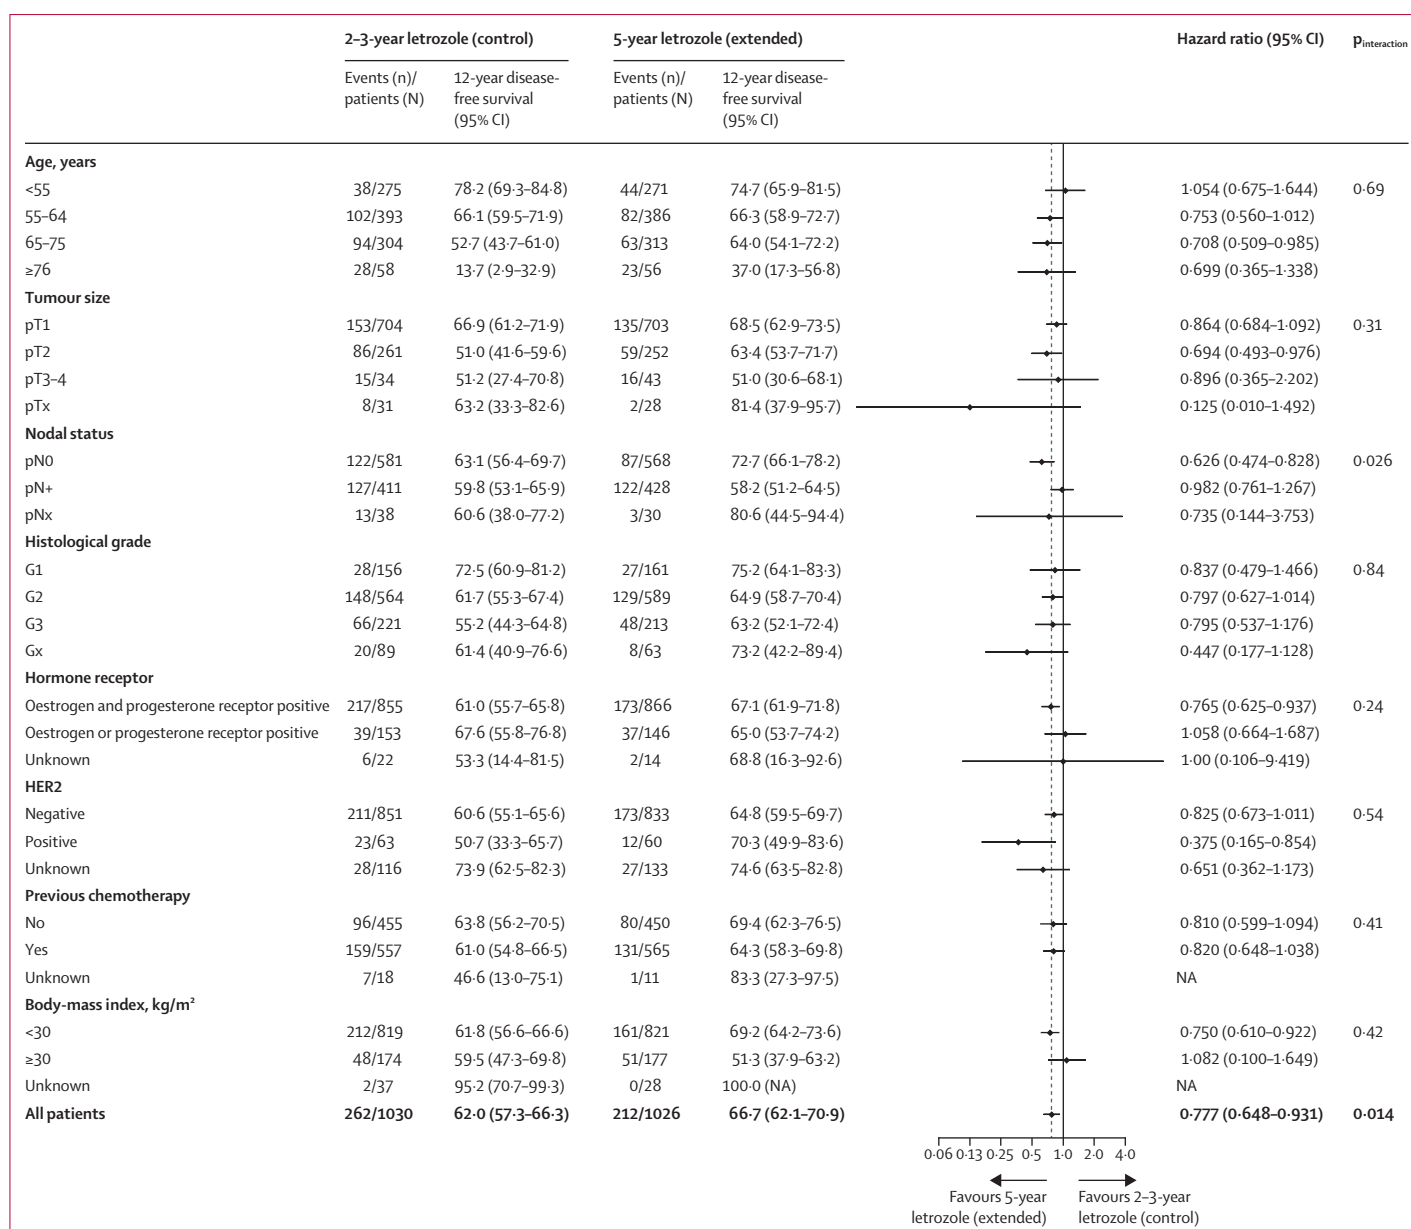 2–3-year letrozole (control) 5-year letrozole (extended) Hazard ratio (95% CI) pinteraction
Events (n)/ 12-year disease- Events (n)/ 12-year disease-
patients (N) free survival patients (N) free survival
(95% CI) (95% CI)
Age, years
<55 38/275 78·2 (69·3–84·8) 44/271 74·7 (65·9–81·5) 1·054 (0·675–1·644) 0·69
55–64 102/393 66·1 (59·5–71·9) 82/386 66·3 (58·9–72·7) 0·753 (0·560–1·012)
65–75 94/304 52·7 (43·7–61·0) 63/313 64·0 (54·1–72·2) 0·708 (0·509–0·985)
≥76 28/58 13·7 (2·9–32·9) 23/56 37·0 (17·3–56·8) 0·699 (0·365–1·338)
Tumour size
pT1 153/704 66·9 (61·2–71·9) 135/703 68·5 (62·9–73·5) 0·864 (0·684–1·092) 0·31
pT2 86/261 51·0 (41·6–59·6) 59/252 63·4 (53·7–71·7) 0·694 (0·493–0·976)
pT3–4 15/34 51·2 (27·4–70·8) 16/43 51·0 (30·6–68·1) 0·896 (0·365–2·202)
pTx 8/31 63·2 (33·3–82·6) 2/28 81·4 (37·9–95·7) 0·125 (0·010–1·492)
Nodal status
pN0 122/581 63·1 (56·4–69·7) 87/568 72·7 (66·1–78·2) 0·626 (0·474–0·828) 0·026
pN+ 127/411 59·8 (53·1–65·9) 122/428 58·2 (51·2–64·5) 0·982 (0·761–1·267)
pNx 13/38 60·6 (38·0–77·2) 3/30 80·6 (44·5–94·4) 0·735 (0·144–3·753)
Histological grade
G1 28/156 72·5 (60·9–81·2) 27/161 75·2 (64·1–83·3) 0·837 (0·479–1·466) 0·84
G2 148/564 61·7 (55·3–67·4) 129/589 64·9 (58·7–70·4) 0·797 (0·627–1·014)
G3 66/221 55·2 (44·3–64·8) 48/213 63·2 (52·1–72·4) 0·795 (0·537–1·176)
Gx 20/89 61·4 (40·9–76·6) 8/63 73·2 (42·2–89·4) 0·447 (0·177–1·128)
Hormone receptor
Oestrogen and progesterone receptor positive 217/855 61·0 (55·7–65·8) 173/866 67·1 (61·9–71·8) 0·765 (0·625–0·937) 0·24
Oestrogen or progesterone receptor positive 39/153 67·6 (55·8–76·8) 37/146 65·0 (53·7–74·2) 1·058 (0·664–1·687)
Unknown 6/22 53·3 (14·4–81·5) 2/14 68·8 (16·3–92·6) 1·00 (0·106–9·419)
HER2
Negative 211/851 60·6 (55·1–65·6) 173/833 64·8 (59·5–69·7) 0·825 (0·673–1·011) 0·54
Positive 23/63 50·7 (33·3–65·7) 12/60 70·3 (49·9–83·6) 0·375 (0·165–0·854)
Unknown 28/116 73·9 (62·5–82·3) 27/133 74·6 (63·5–82·8) 0·651 (0·362–1·173)
Previous chemotherapy
No 96/455 63·8 (56·2–70·5) 80/450 69·4 (62·3–76·5) 0·810 (0·599–1·094) 0·41
Yes 159/557 61·0 (54·8–66·5) 131/565 64·3 (58·3–69·8) 0·820 (0·648–1·038)
Unknown 7/18 46·6 (13·0–75·1) 1/11 83·3 (27·3–97·5) NA
Body-mass index, kg/m²
<30 212/819 61·8 (56·6–66·6) 161/821 69·2 (64·2–73·6) 0·750 (0·610–0·922) 0·42
≥30 48/174 59·5 (47·3–69·8) 51/177 51·3 (37·9–63·2) 1·082 (0·100–1·649)
Unknown 2/37 95·2 (70·7–99·3) 0/28 100·0 (NA) NA
All patients 262/1030 62·0 (57·3–66·3) 212/1026 66·7 (62·1–70·9) 0·777 (0·648–0·931) 0·014
0·06 0·13 0·25 0·5 1·0 2·0 4·0
Favours 5-year Favours 2–3-year
letrozole (extended) letrozole (control)